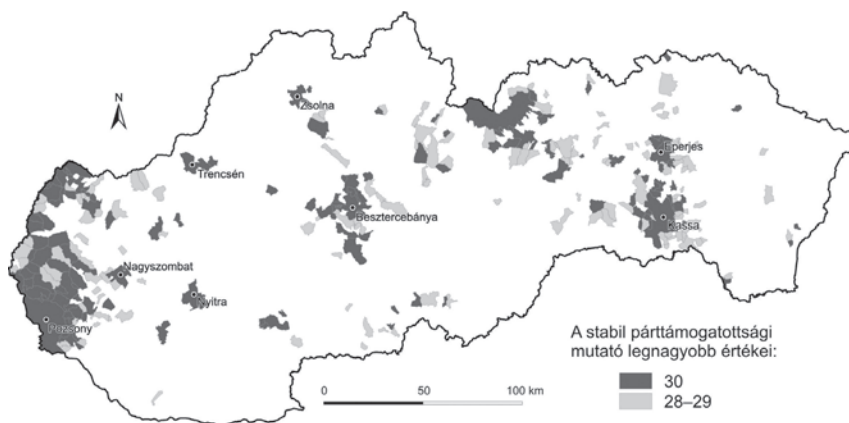 N
Zsolna
Trencsén
Eperjes
Besztercebánya
Kassa
Nagyszombat
Nyitra
Pozsony
A stabil párttámogatottsági
mutató legnagyobb értékei:
30
28–29
0 50 100 km